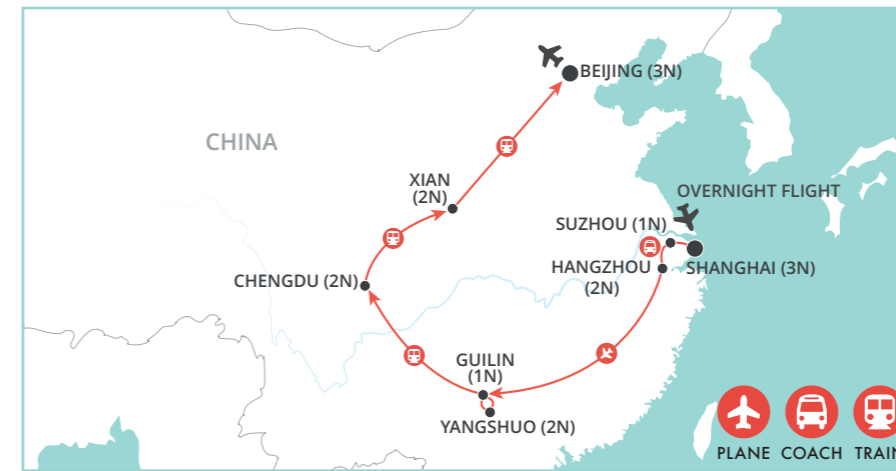 BEIJING (3N)
CHINA
XIAN
(2N)
OVERNIGHT FLIGHT
SUZHOU (1N)
HANGZHOU
(2N)
SHANGHAI (3N)
CHENGDU (2N)
GUILIN
(1N)
YANGSHUO (2N)
PLANE
COACH
TRAIN